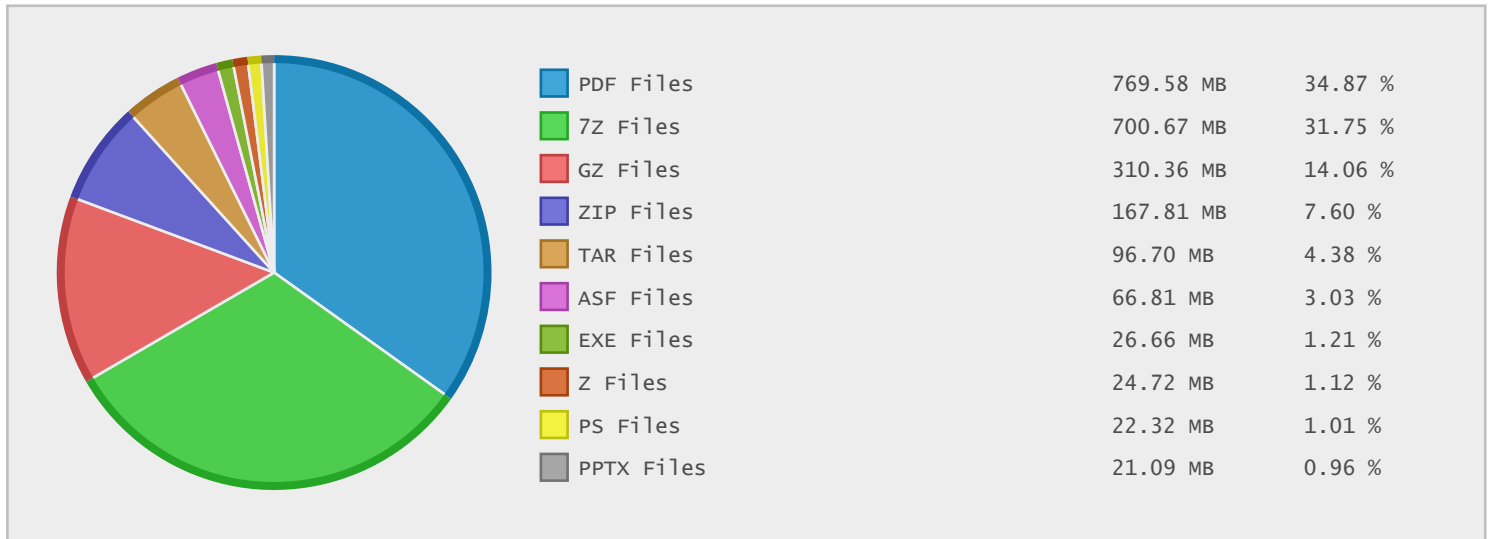 PDF Files 769.58 MB 34.87 %
7Z Files 700.67 MB 31.75 %
GZ Files 310.36 MB 14.06 %
ZIP Files 167.81 MB 7.60 %
TAR Files 96.70 MB 4.38 %
ASF Files 66.81 MB 3.03 %
EXE Files 26.66 MB 1.21 %
Z Files 24.72 MB 1.12 %
PS Files 22.32 MB 1.01 %
PPTX Files 21.09 MB 0.96 %